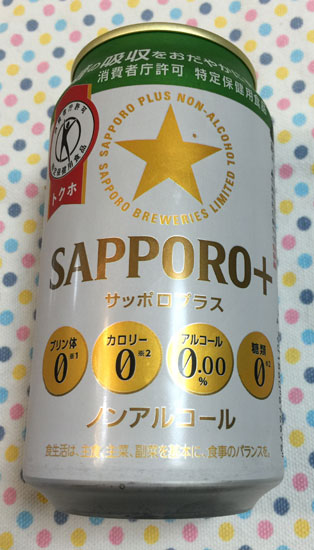 の吸収をおだやかに
消費者庁許可 特定保健用食品
SAPPORO PLUS NON-ALCOHOL
SAPPORO BREWERIES LIMITED
トクホ
SAPPORO+
サッポロプラス
プリン体
0※1
カロリー
0※2
アルコール
0.00
%
糖類
0
ノンアルコール
食生活は、主食、主菜、副菜を基本に、食事のバランスを。